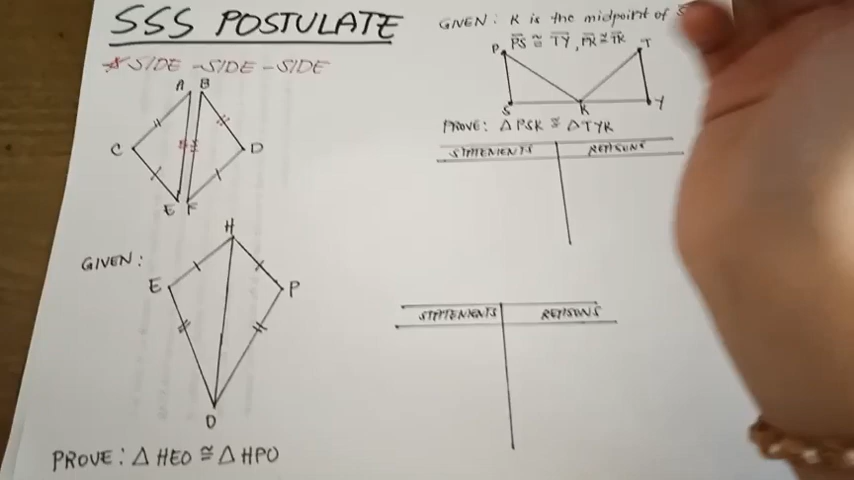 SSS POSTULATE
* SIDE - SIDE - SIDE
A B
C D
E F
GIVEN:
H
E P
O
PROVE: △HEO ≅ △HPO
GIVEN: K is the midpoint of S
PS ≅ TY, PK ≅ TK
P T
S K Y
PROVE: △PSK ≅ △TYK
STATEMENTS REASONS
STATEMENTS REASONS